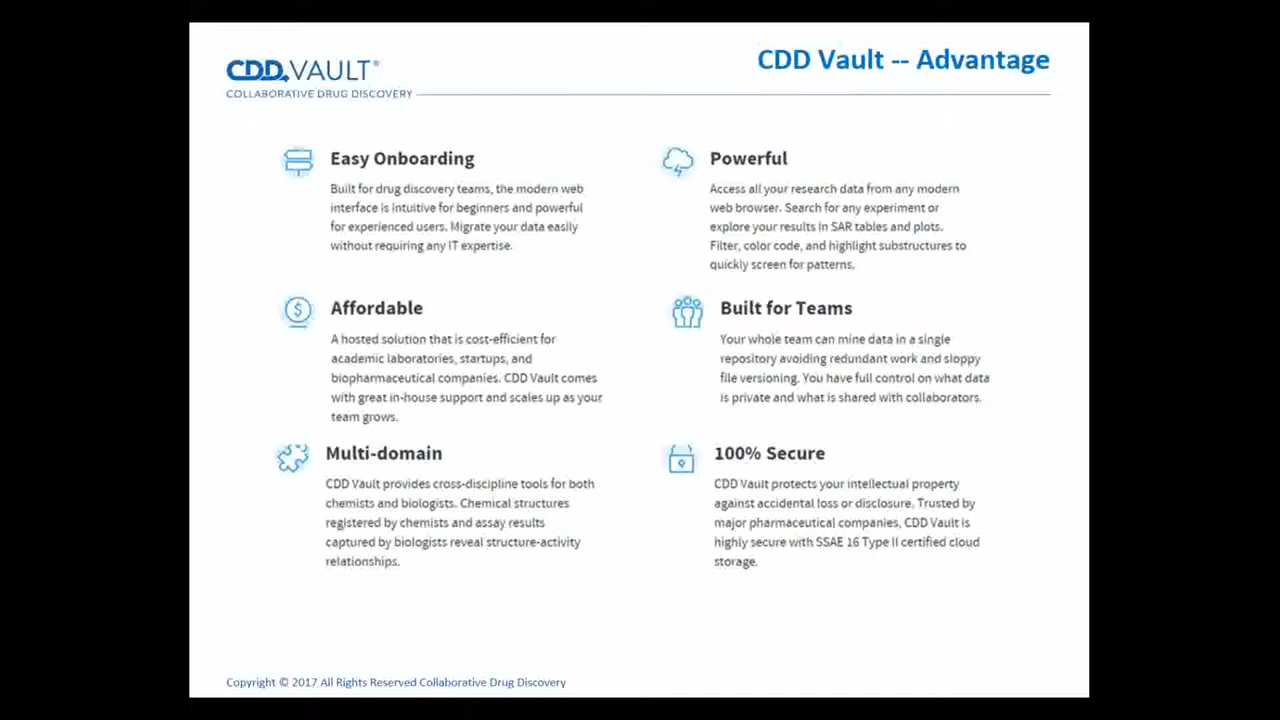 CDD VAULT®
COLLABORATIVE DRUG DISCOVERY
CDD Vault -- Advantage
Easy Onboarding
Built for drug discovery teams, the modern web
interface is intuitive for beginners and powerful
for experienced users. Migrate your data easily
without requiring any IT expertise.
Powerful
Access all your research data from any modern
web browser. Search for any experiment or
explore your results in SAR tables and plots.
Filter, color code, and highlight substructures to
quickly screen for patterns.
Affordable
A hosted solution that is cost-efficient for
academic laboratories, startups, and
biopharmaceutical companies. CDD Vault comes
with great in-house support and scales up as your
team grows.
Built for Teams
Your whole team can mine data in a single
repository avoiding redundant work and sloppy
file versioning. You have full control on what data
is private and what is shared with collaborators.
Multi-domain
CDD Vault provides cross-discipline tools for both
chemists and biologists. Chemical structures
registered by chemists and assay results
captured by biologists reveal structure-activity
relationships.
100% Secure
CDD Vault protects your intellectual property
against accidental loss or disclosure. Trusted by
major pharmaceutical companies, CDD Vault is
highly secure with SSAE 16 Type II certified cloud
storage.
Copyright © 2017 All Rights Reserved Collaborative Drug Discovery